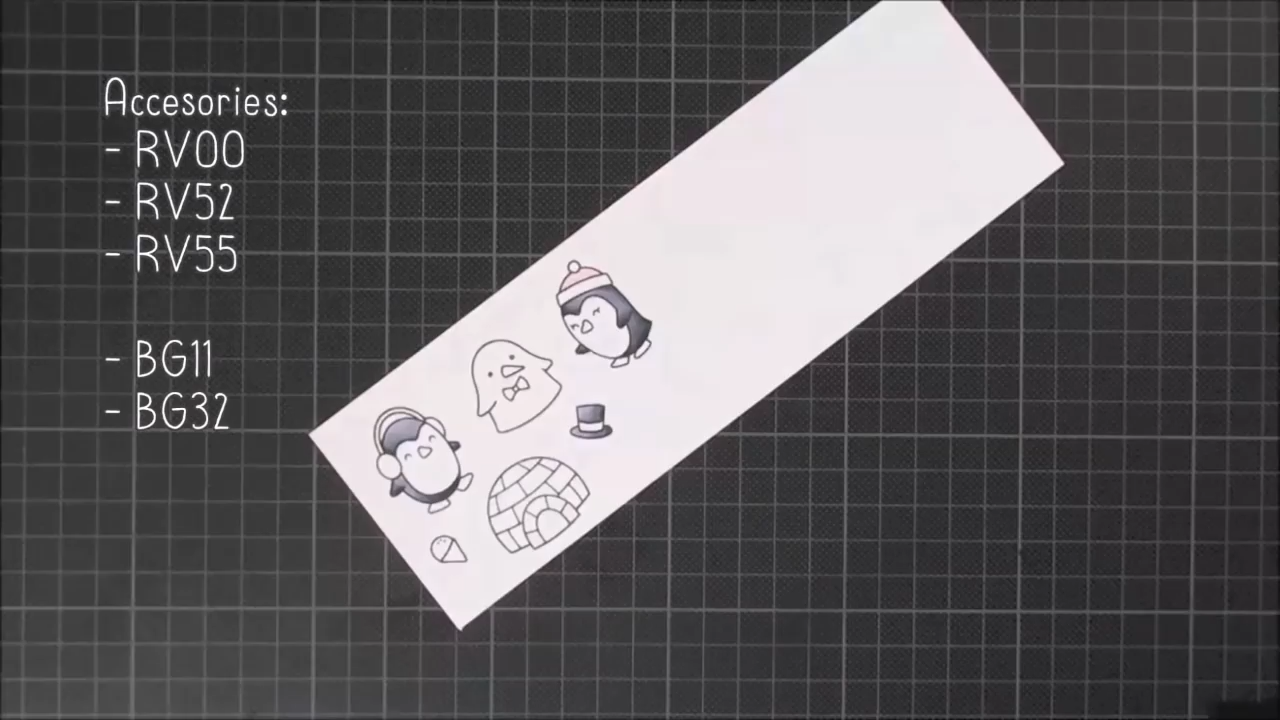 Accesories:
- RV00
- RV52
- RV55
- BG11
- BG32